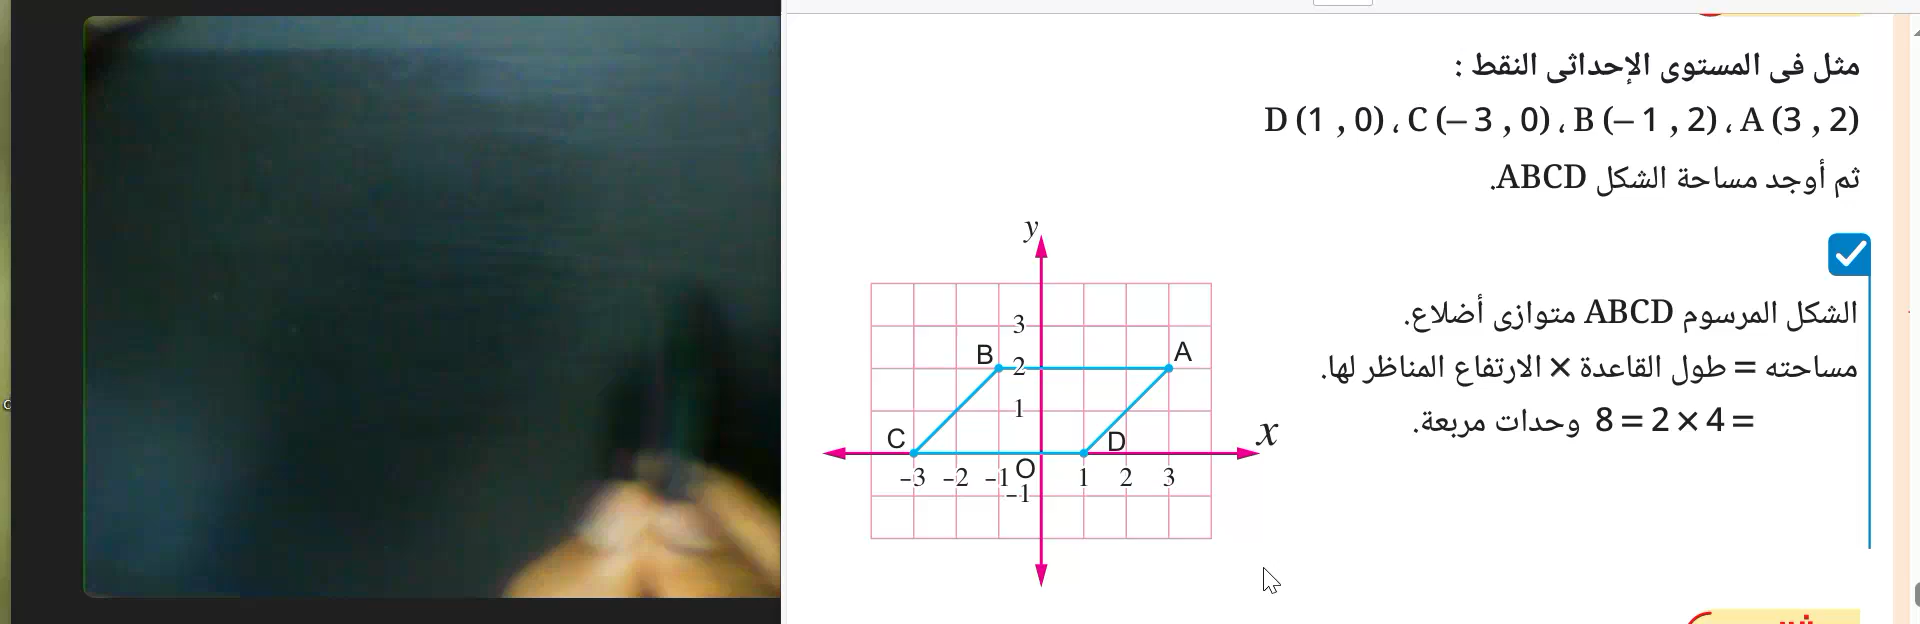 مثل فى المستوى الإحداثى النقط :
D (1 , 0) ، C (– 3 , 0) ، B (– 1 , 2) ، A (3 , 2)
ثم أوجد مساحة الشكل ABCD.
الشكل المرسوم ABCD متوازى أضلاع.
مساحته = طول القاعدة × الارتفاع المناظر لها.
= 4 × 2 = 8 وحدات مربعة.
y
3
B 2 A
1
C D x
-3 -2 -1 O 1 2 3
-1